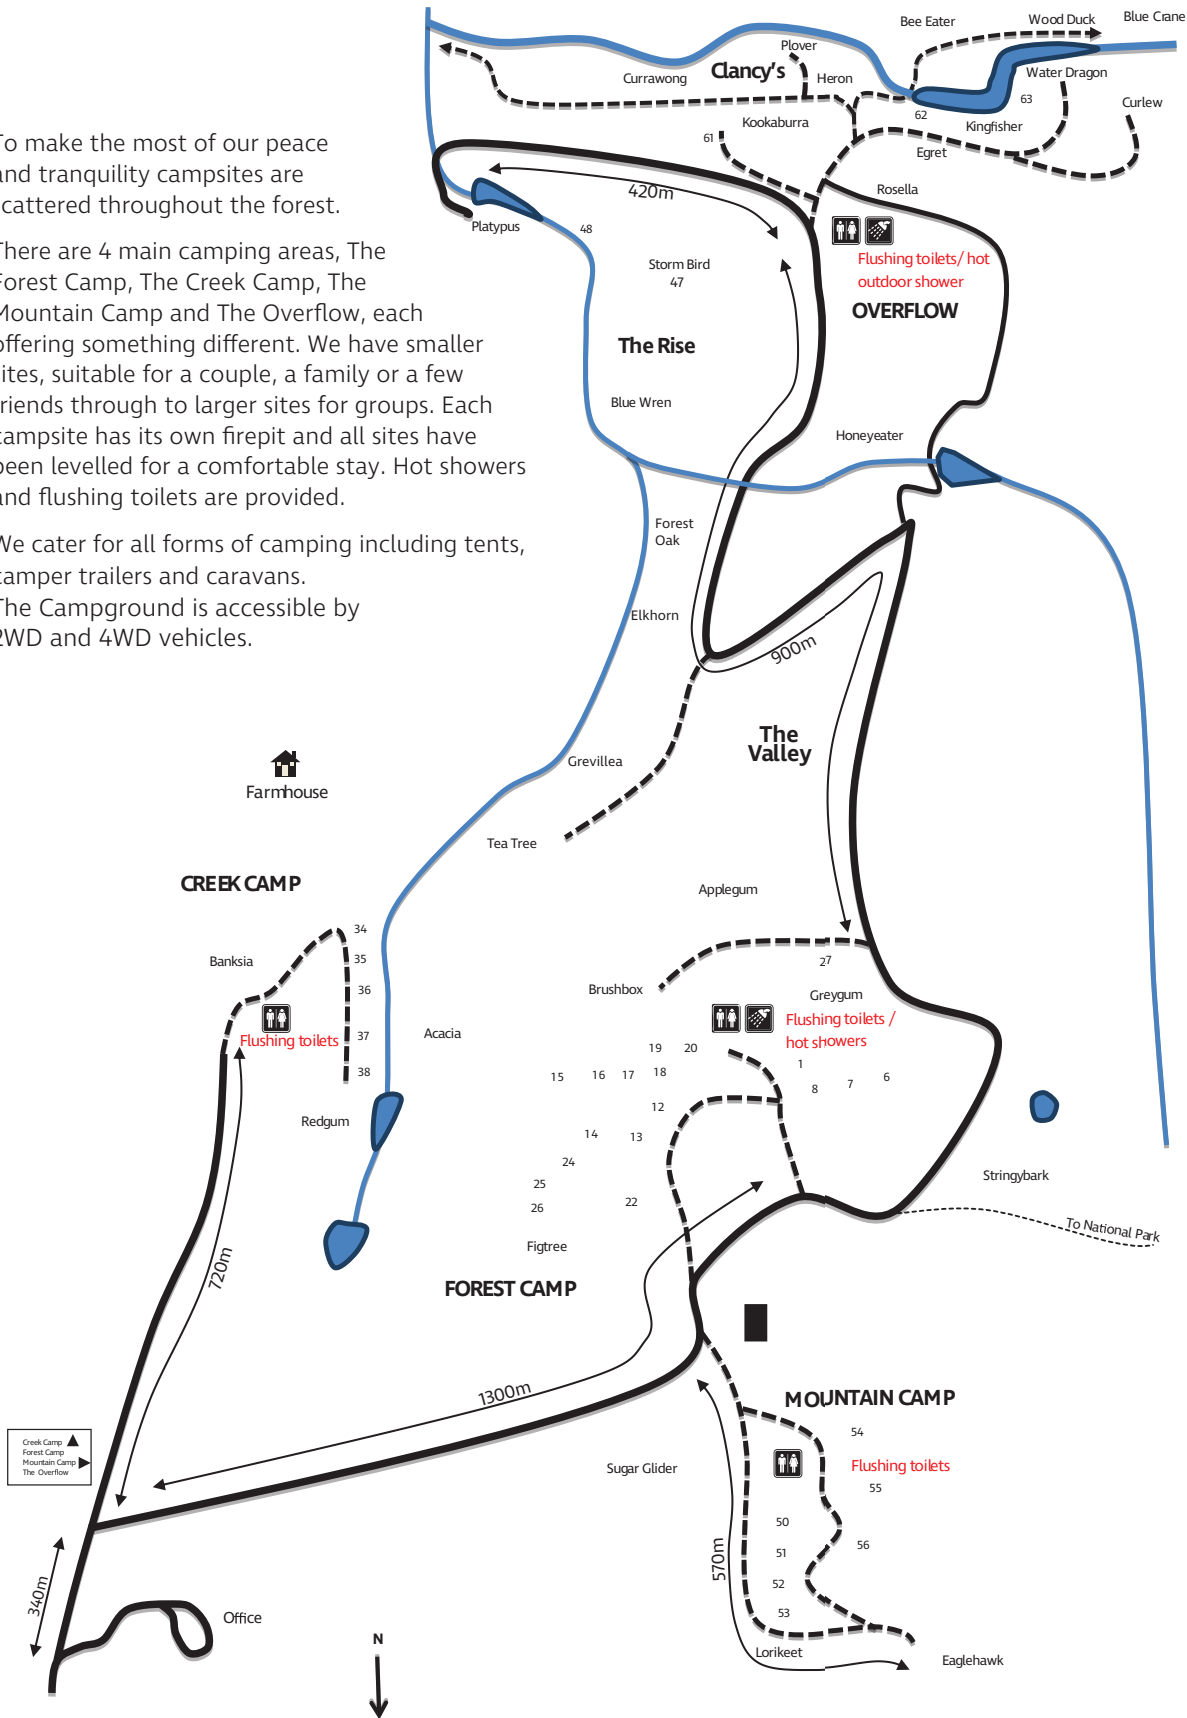 To make the most of our peace
and tranquility campsites are
scattered throughout the forest.
There are 4 main camping areas, The
Forest Camp, The Creek Camp, The
Mountain Camp and The Overflow, each
offering something different. We have smaller
sites, suitable for a couple, a family or a few
friends through to larger sites for groups. Each
campsite has its own firepit and all sites have
been levelled for a comfortable stay. Hot showers
and flushing toilets are provided.
We cater for all forms of camping including tents,
camper trailers and caravans.
The Campground is accessible by
2WD and 4WD vehicles.
Bee Eater
Wood Duck
Blue Crane
Plover
Currawong
Clancy's
Heron
Water Dragon
63
Curlew
62
Kingfisher
Kookaburra
61
Egret
420m
Rosella
Platypus
48
Storm Bird
47
Flushing toilets/ hot
outdoor shower
OVERFLOW
The Rise
Blue Wren
Honeyeater
Forest
Oak
Elkhorn
900m
The
Valley
Grevillea
Farmhouse
Tea Tree
CREEK CAMP
Applegum
34
35
Banksia
36
27
Brushbox
Greygum
Flushing toilets /
hot showers
Flushing toilets
37
38
Acacia
19
20
1
15
16
17
18
8
7
6
12
Redgum
14
13
24
25
26
22
Stringybark
To National Park
Figtree
720m
FOREST CAMP
1300m
MOUNTAIN CAMP
54
Flushing toilets
55
Creek Camp
Forest Camp
Mountain Camp
The Overflow
Sugar Glider
50
51
56
52
53
570m
340m
Office
N
Lorikeet
Eaglehawk